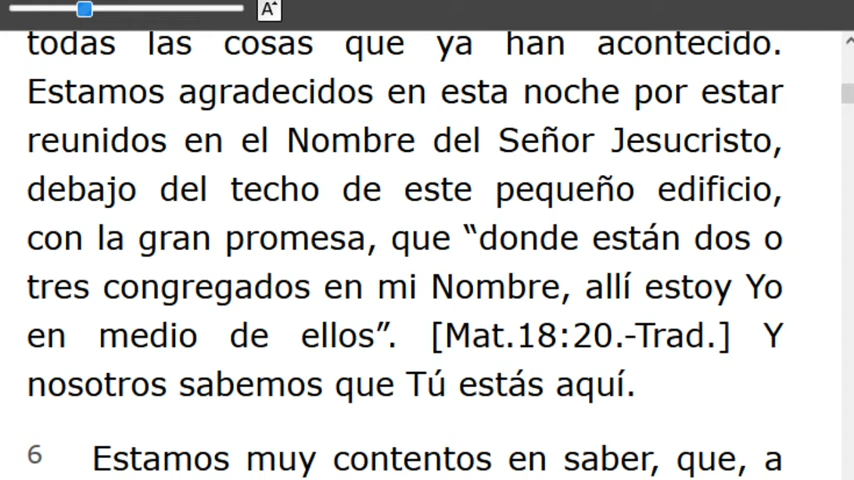 A
todas las cosas que ya han acontecido.
Estamos agradecidos en esta noche por estar
reunidos en el Nombre del Señor Jesucristo,
debajo del techo de este pequeño edificio,
con la gran promesa, que “donde están dos o
tres congregados en mi Nombre, allí estoy Yo
en medio de ellos”. [Mat.18:20.-Trad.] Y
nosotros sabemos que Tú estás aquí.
6 Estamos muy contentos en saber, que, a